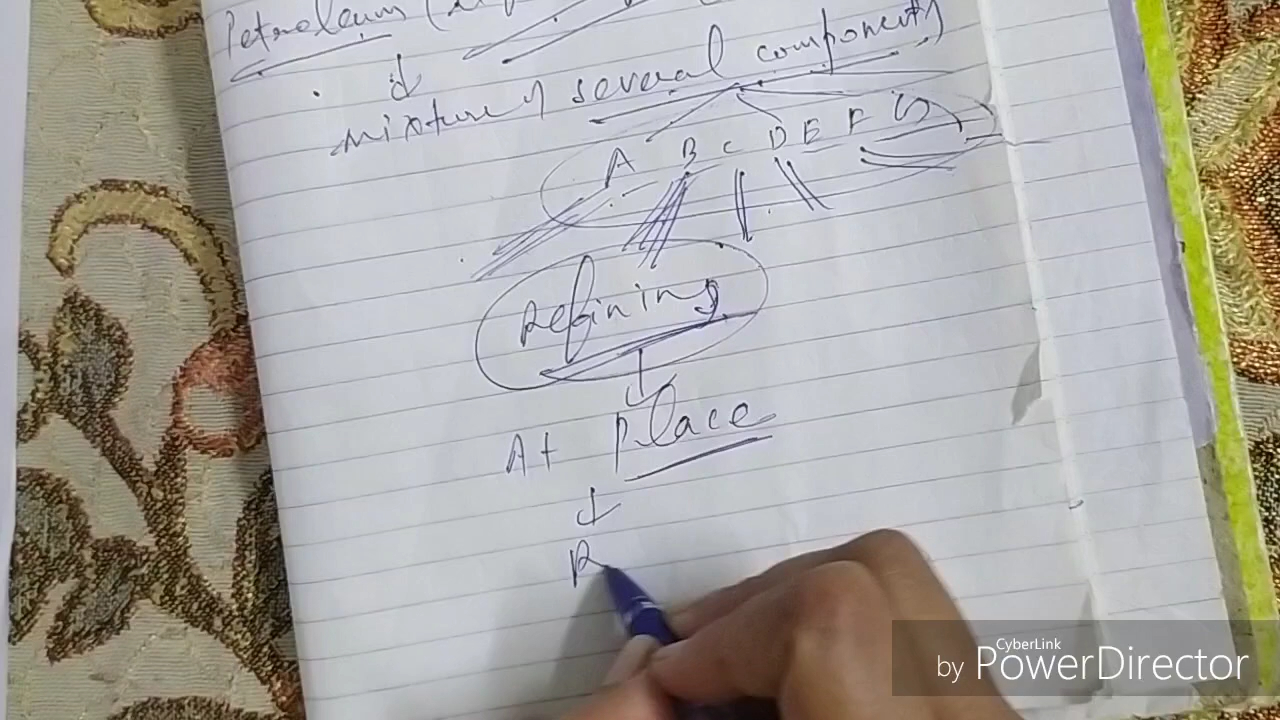 Petroleum (
mixture of several components
A B C D E F G
Refining
At place
R
CyberLink
by PowerDirector